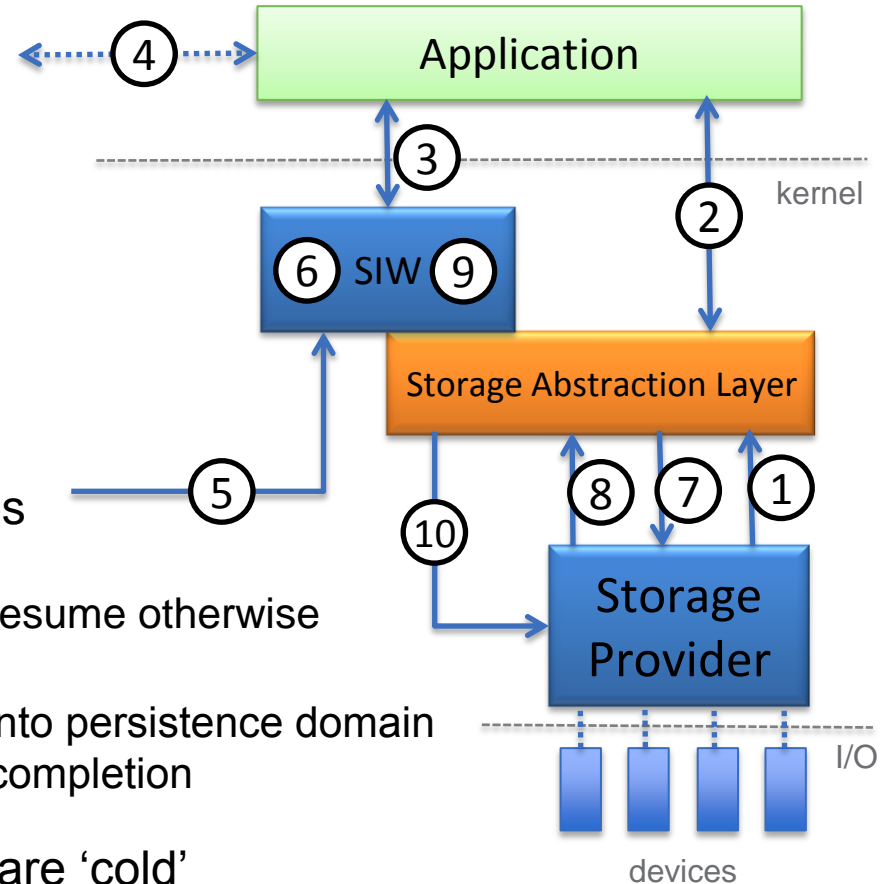 4
Application
3
kernel
2
6 SIW 9
Storage Abstraction Layer
s
5
8
7
1
10
esume otherwise
Storage
Provider
nto persistence domain
completion
I/O
are ‘cold’
devices